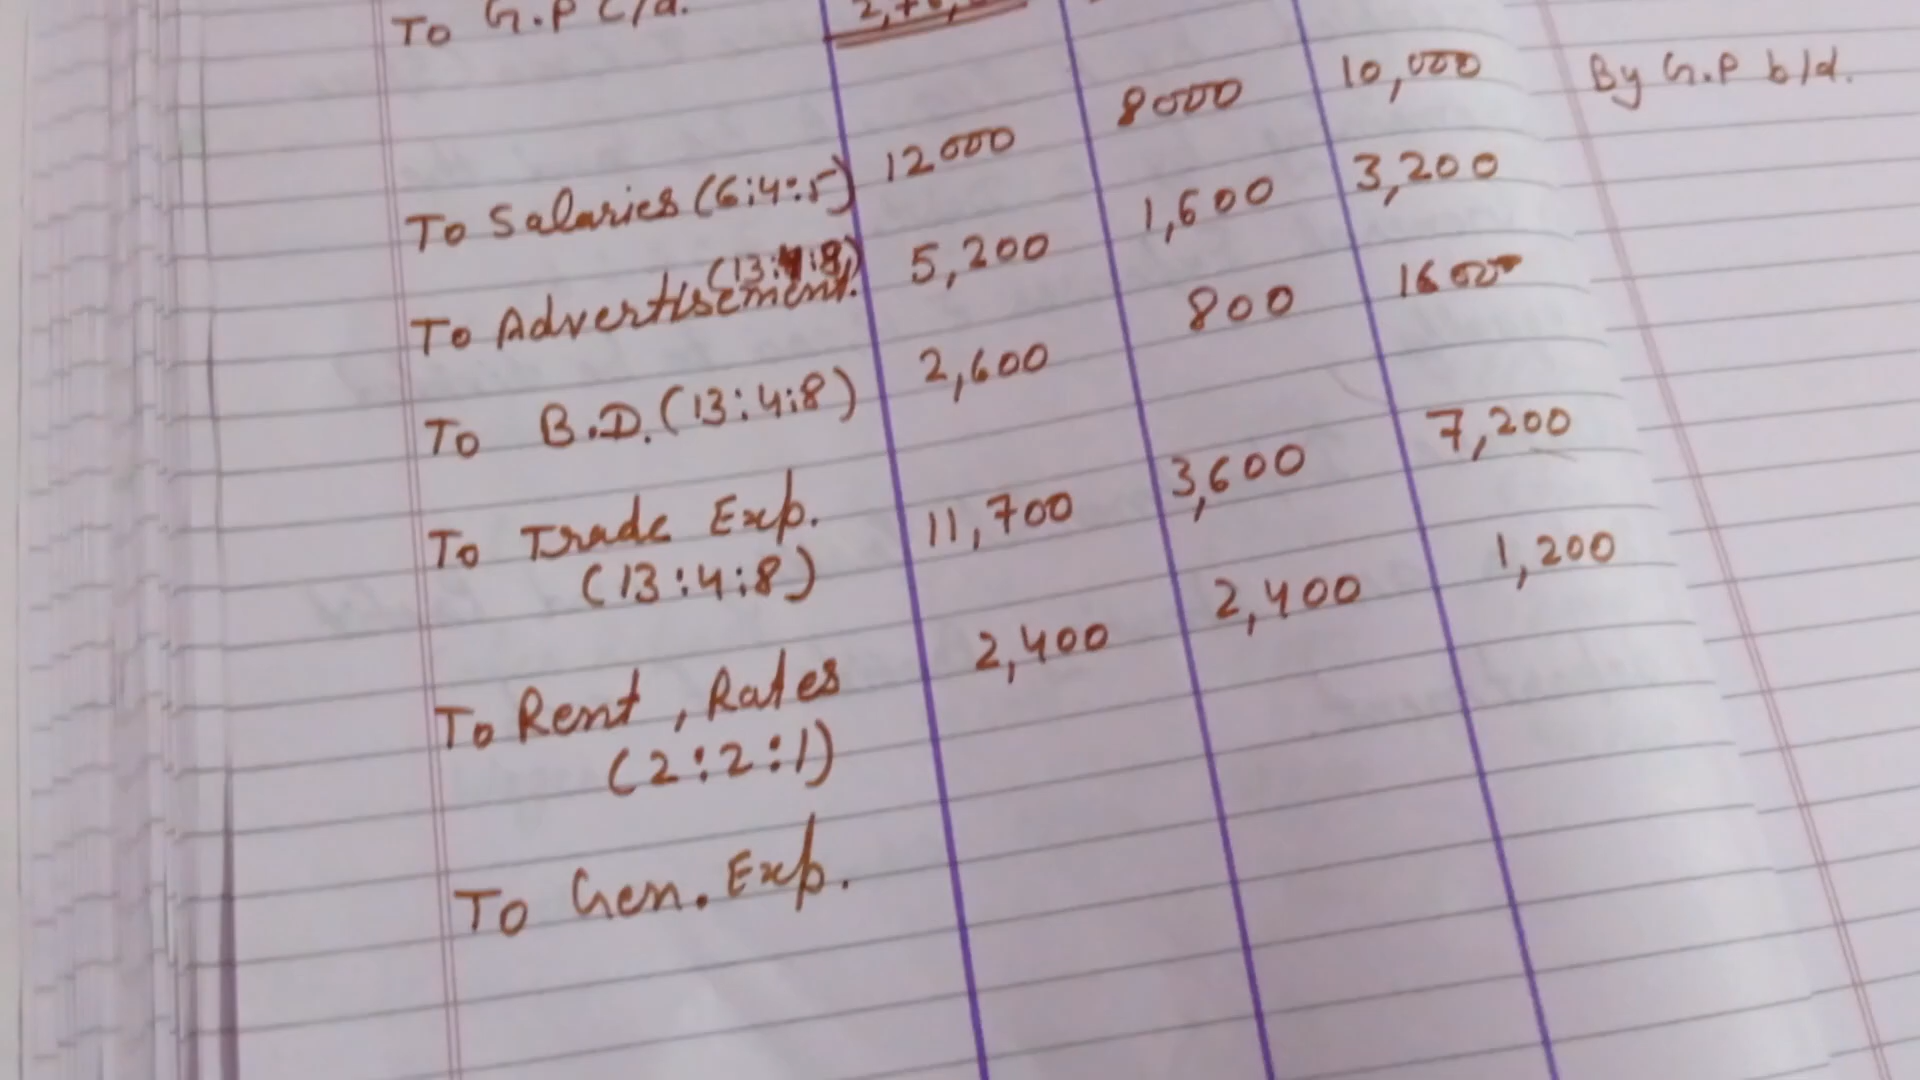 To G.P c/d. 2,
8000 10,000 By G.P b/d.
To Salaries (6:4:5) 12000
(13:4:8)
To Advertisement. 5,200 1,600 3,200
To B.D. (13:4:8) 2,600 800 1600
To Trade Exp. 11,700 3,600 7,200
(13:4:8)
To Rent, Rates 2,400 2,400 1,200
(2:2:1)
To Gen. Exp.